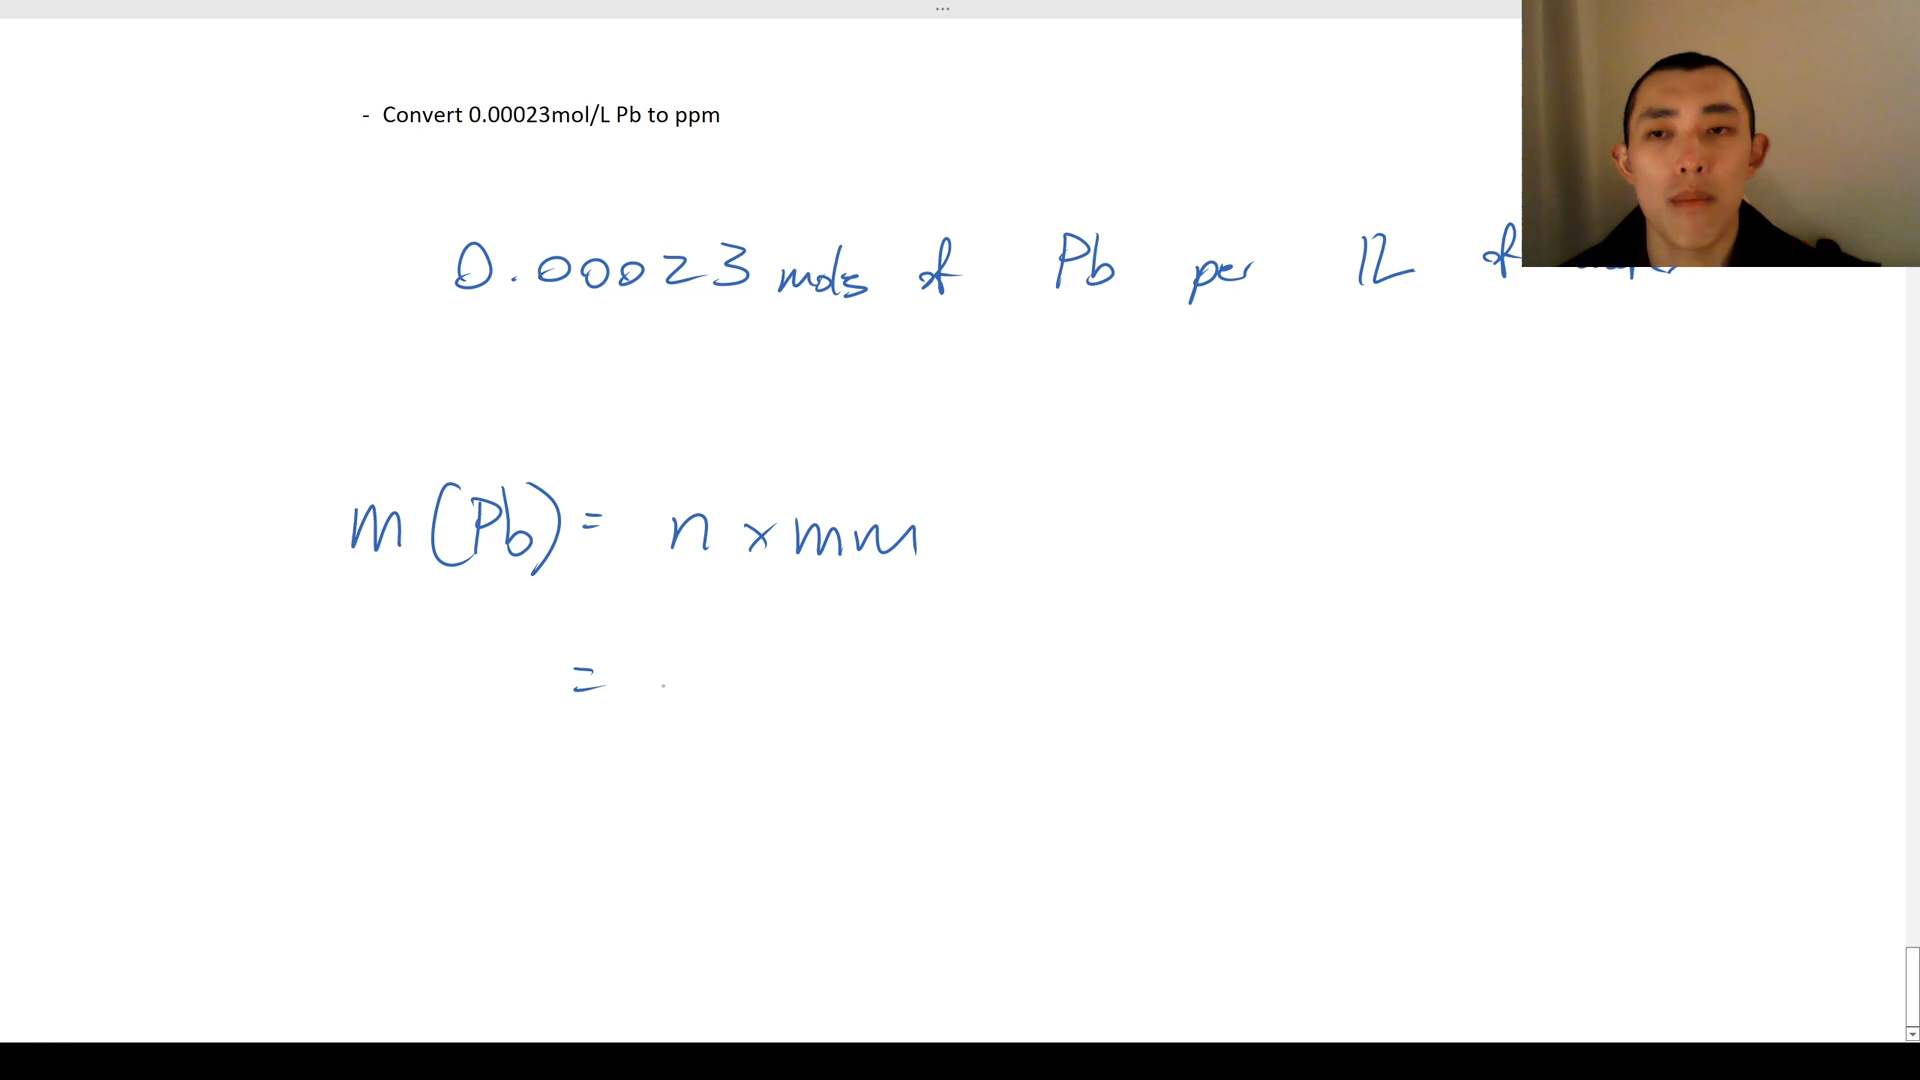 - Convert 0.00023mol/L Pb to ppm
0.00023 mols of Pb per 1L of
m (Pb) = n x mm
=